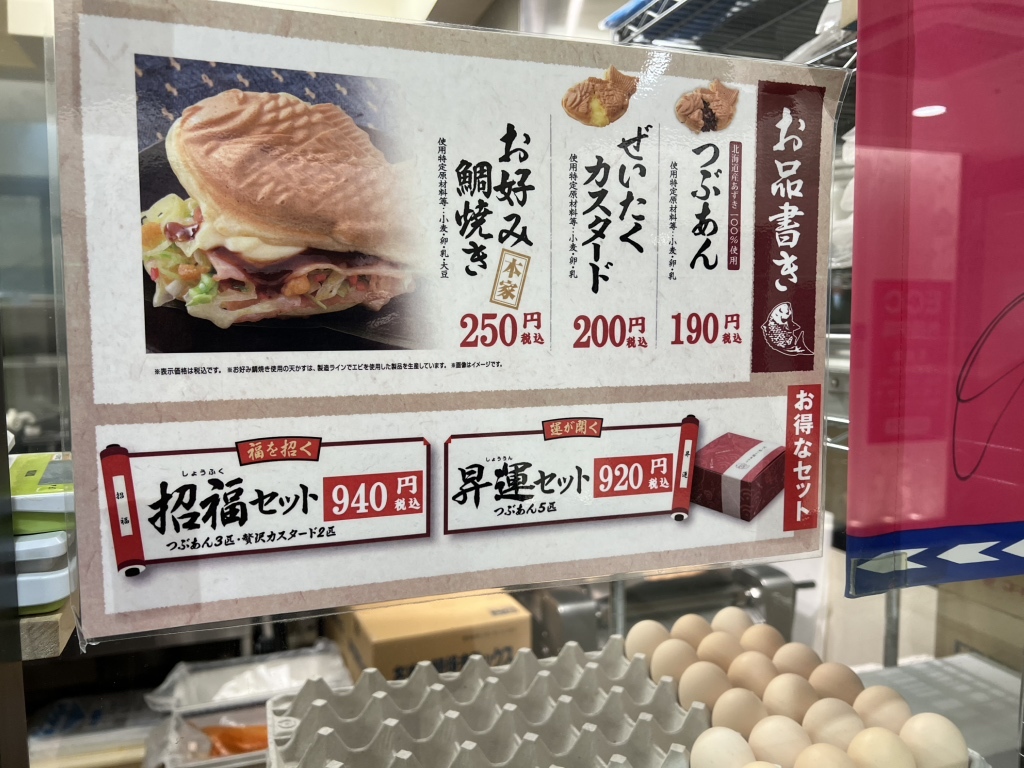 お品書き
北海道産あずき一〇〇%使用
つぶあん
使用特定原材料等:小麦・卵・乳
190円
税込
ぜいたく
カスタード
使用特定原材料等:小麦・卵・乳
200円
税込
お好み
鯛焼き
本家
使用特定原材料等:小麦・卵・乳・大豆
250円
税込
※表示価格は税込です。 ※お好み鯛焼き使用の天かすは、製造ラインでエビを使用した製品を生産しています。 ※画像はイメージです。
お得なセット
福を招く
招福
しょうふく
招福セット
940円
税込
つぶあん3匹・贅沢カスタード2匹
運が開く
しょううん
昇運セット
920円
税込
つぶあん5匹
昇運